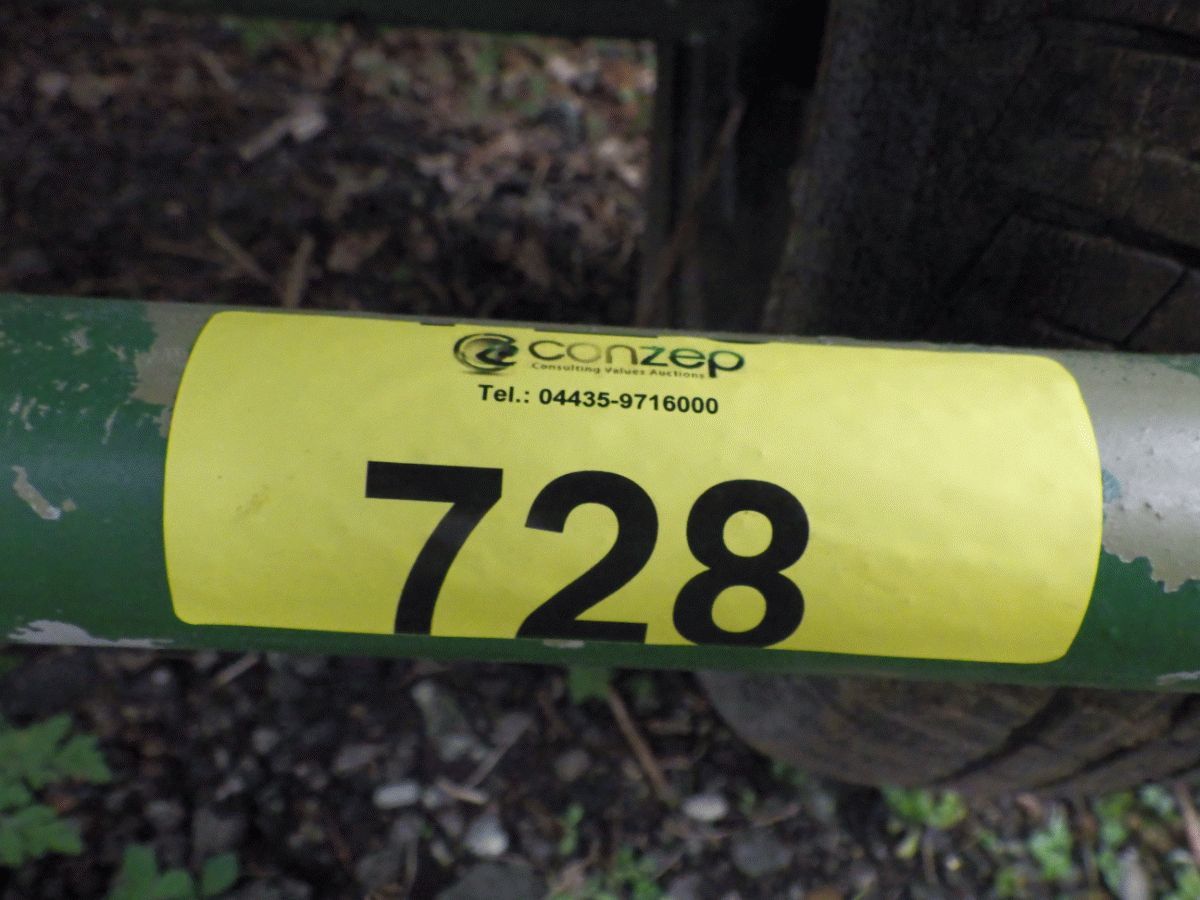 conzep
Consulting Values Auctions
Tel.: 04435-9716000
728